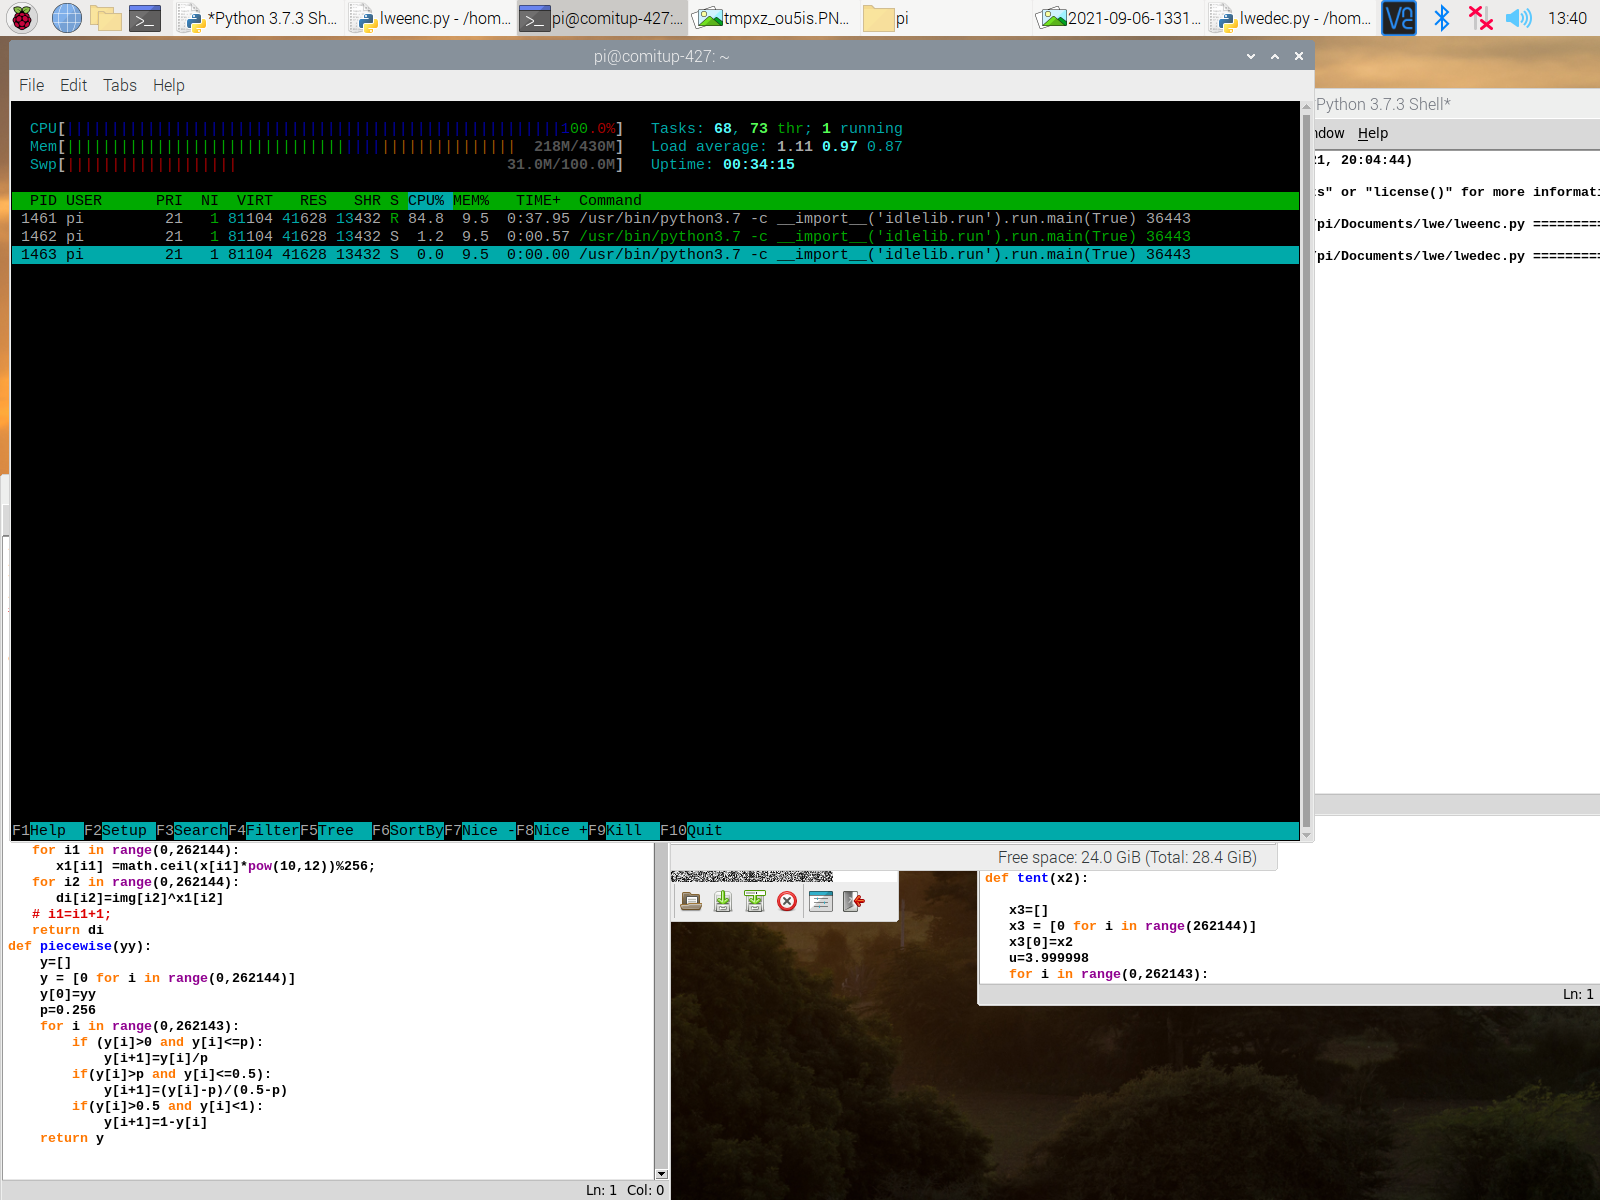 *Python 3.7.3 Sh... lweenc.py - /hom... pi@comitup-427:... tmpxz_ou5is.PN... pi 2021-09-06-1331... lwedec.py - /hom... 13:40
pi@comitup-427: ~
File Edit Tabs Help
CPU[||||||||||||||||||||||||||||||||||||||||||||||||||||||||100.0%] Tasks: 68, 73 thr; 1 running
Mem[|||||||||||||||||||||||||||||||||||||||||||||||||| 218M/430M] Load average: 1.11 0.97 0.87
Swp[||||||||||||||||||| 31.0M/100.0M] Uptime: 00:34:15
PID USER PRI NI VIRT RES SHR S CPU% MEM% TIME+ Command
1461 pi 21 1 81104 41628 13432 R 84.8 9.5 0:37.95 /usr/bin/python3.7 -c __import__('idlelib.run').run.main(True) 36443
1462 pi 21 1 81104 41628 13432 S 1.2 9.5 0:00.57 /usr/bin/python3.7 -c __import__('idlelib.run').run.main(True) 36443
1463 pi 21 1 81104 41628 13432 S 0.0 9.5 0:00.00 /usr/bin/python3.7 -c __import__('idlelib.run').run.main(True) 36443
F1Help F2Setup F3SearchF4FilterF5Tree F6SortByF7Nice -F8Nice +F9Kill F10Quit
Python 3.7.3 Shell*
ndow Help
21, 20:04:44)
ts" or "license()" for more informati
/pi/Documents/lwe/lweenc.py =========
/pi/Documents/lwe/lwedec.py =========
for i1 in range(0,262144):
x1[i1] =math.ceil(x[i1]*pow(10,12))%256;
for i2 in range(0,262144):
di[i2]=img[i2]^x1[i2]
# i1=i1+1;
return di
def piecewise(yy):
y=[]
y = [0 for i in range(0,262144)]
y[0]=yy
p=0.256
for i in range(0,262143):
if (y[i]>0 and y[i]<=p):
y[i+1]=y[i]/p
if(y[i]>p and y[i]<=0.5):
y[i+1]=(y[i]-p)/(0.5-p)
if(y[i]>0.5 and y[i]<1):
y[i+1]=1-y[i]
return y
Ln: 1 Col: 0
Free space: 24.0 GiB (Total: 28.4 GiB)
def tent(x2):
x3=[]
x3 = [0 for i in range(262144)]
x3[0]=x2
u=3.999998
for i in range(0,262143):
Ln: 1